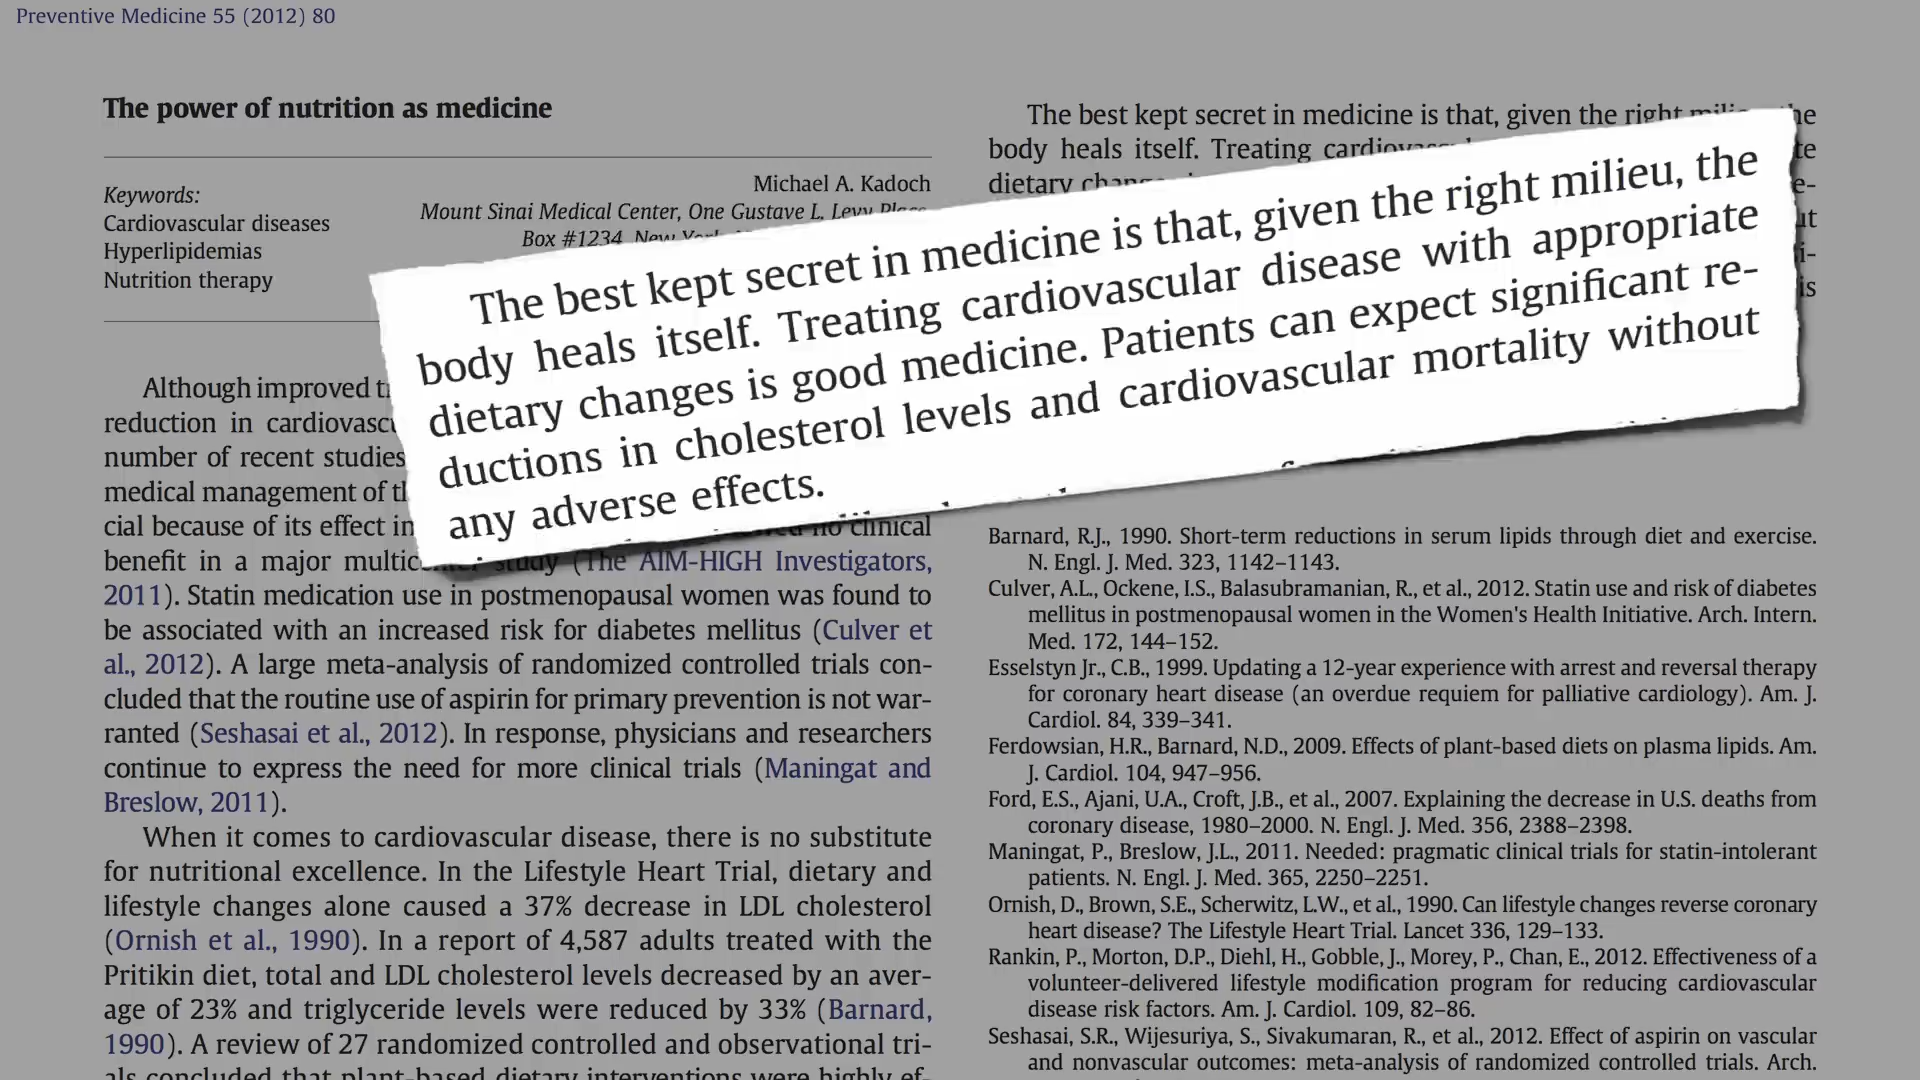 Preventive Medicine 55 (2012) 80
The power of nutrition as medicine
Keywords:
Cardiovascular diseases
Hyperlipidemias
Nutrition therapy
Michael A. Kadoch
Mount Sinai Medical Center, One Gustave L. Levy Place,
Box #1234, New York,
Although improved
reduction in
number of recent studies
medical management of
cial because of its effect in
clinical
benefit in a major study (The AIM-HIGH Investigators,
2011). Statin medication use in postmenopausal women was found to
be associated with an increased risk for diabetes mellitus (Culver et
al., 2012). A large meta-analysis of randomized controlled trials con-
cluded that the routine use of aspirin for primary prevention is not war-
ranted (Seshasai et al., 2012). In response, physicians and researchers
continue to express the need for more clinical trials (Maningat and
Breslow, 2011).
When it comes to cardiovascular disease, there is no substitute
for nutritional excellence. In the Lifestyle Heart Trial, dietary and
lifestyle changes alone caused a 37% decrease in LDL cholesterol
(Ornish et al., 1990). In a report of 4,587 adults treated with the
Pritikin diet, total and LDL cholesterol levels decreased by an aver-
age of 23% and triglyceride levels were reduced by 33% (Barnard,
1990). A review of 27 randomized controlled and observational tri-
als concluded that plant-based dietary interventions were highly ef-
The best kept secret in medicine is that, given the right milieu, the
body heals itself. Treating
dietary
is
The best kept secret in medicine is that, given the right milieu, the
body heals itself. Treating cardiovascular disease with appropriate
dietary changes is good medicine. Patients can expect significant re-
ductions in cholesterol levels and cardiovascular mortality without
any adverse effects.
Barnard, R.J., 1990. Short-term reductions in serum lipids through diet and exercise.
N. Engl. J. Med. 323, 1142–1143.
Culver, A.L., Ockene, I.S., Balasubramanian, R., et al., 2012. Statin use and risk of diabetes
mellitus in postmenopausal women in the Women's Health Initiative. Arch. Intern.
Med. 172, 144–152.
Esselstyn Jr., C.B., 1999. Updating a 12-year experience with arrest and reversal therapy
for coronary heart disease (an overdue requiem for palliative cardiology). Am. J.
Cardiol. 84, 339–341.
Ferdowsian, H.R., Barnard, N.D., 2009. Effects of plant-based diets on plasma lipids. Am.
J. Cardiol. 104, 947–956.
Ford, E.S., Ajani, U.A., Croft, J.B., et al., 2007. Explaining the decrease in U.S. deaths from
coronary disease, 1980–2000. N. Engl. J. Med. 356, 2388–2398.
Maningat, P., Breslow, J.L., 2011. Needed: pragmatic clinical trials for statin-intolerant
patients. N. Engl. J. Med. 365, 2250–2251.
Ornish, D., Brown, S.E., Scherwitz, L.W., et al., 1990. Can lifestyle changes reverse coronary
heart disease? The Lifestyle Heart Trial. Lancet 336, 129–133.
Rankin, P., Morton, D.P., Diehl, H., Gobble, J., Morey, P., Chan, E., 2012. Effectiveness of a
volunteer-delivered lifestyle modification program for reducing cardiovascular
disease risk factors. Am. J. Cardiol. 109, 82–86.
Seshasai, S.R., Wijesuriya, S., Sivakumaran, R., et al., 2012. Effect of aspirin on vascular
and nonvascular outcomes: meta-analysis of randomized controlled trials. Arch.